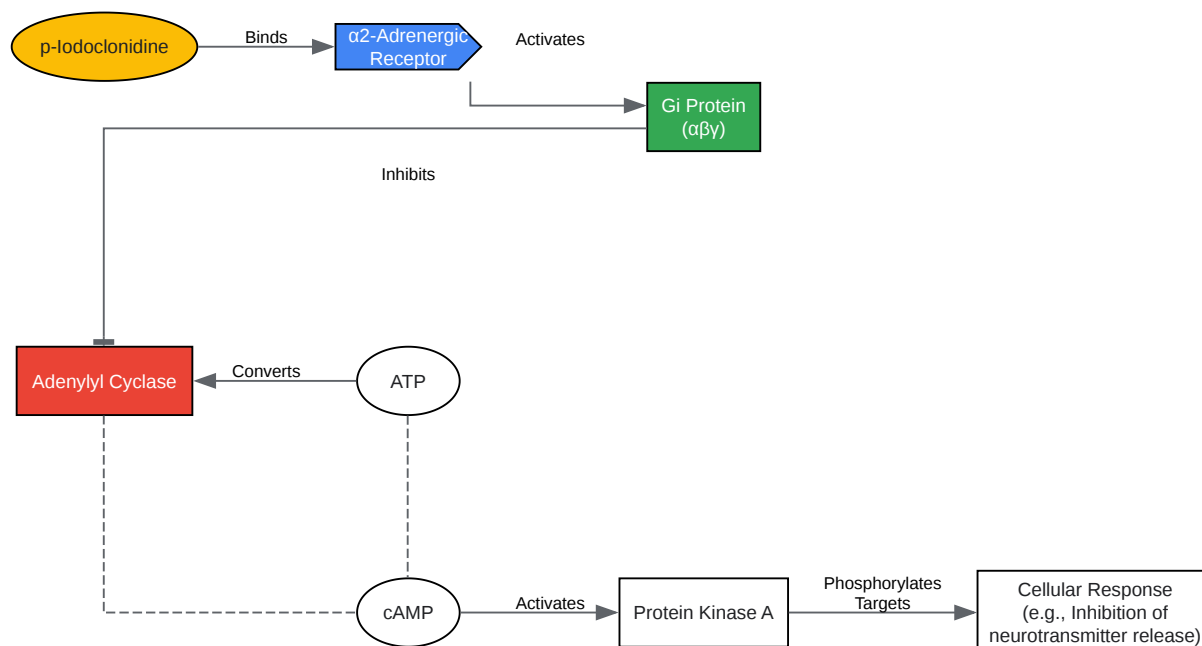 p-Iodoclonidine
Binds
α2-Adrenergic
Receptor
Activates
Gi Protein
(αβγ)
Inhibits
Adenylyl Cyclase
Converts
ATP
cAMP
Activates
Protein Kinase A
Phosphorylates
Targets
Cellular Response
(e.g., Inhibition of
neurotransmitter release)